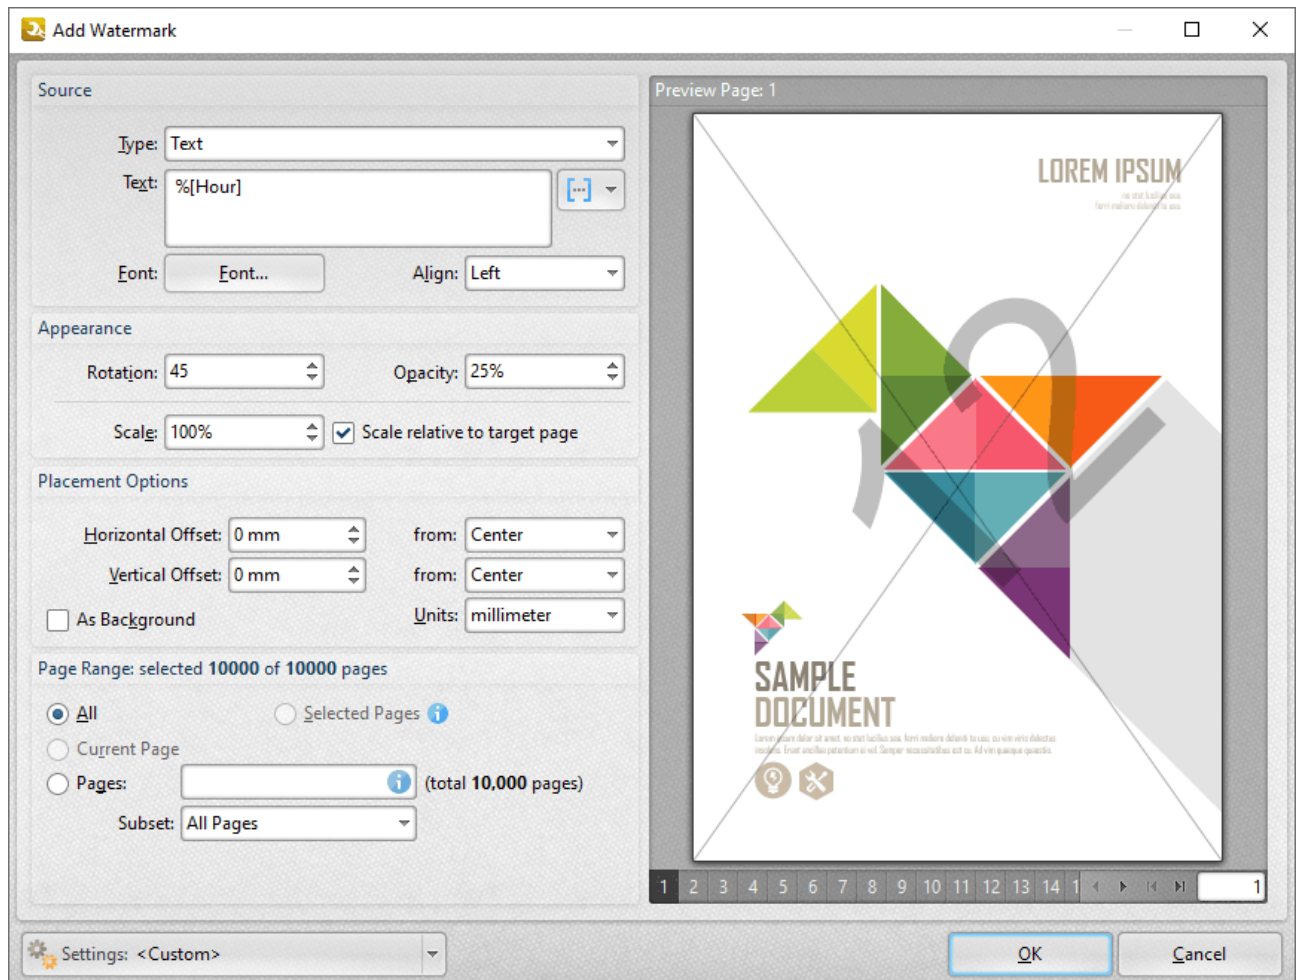 Add Watermark
Source
Type: Text
Text: %[Hour]
Font: Font... Align: Left
Appearance
Rotation: 45 Opacity: 25%
Scale: 100% Scale relative to target page
Placement Options
Horizontal Offset: 0 mm from: Center
Vertical Offset: 0 mm from: Center
As Background Units: millimeter
Page Range: selected 10000 of 10000 pages
All Selected Pages
Current Page
Pages: (total 10,000 pages)
Subset: All Pages
Preview Page: 1
LOREM IPSUM
12
SAMPLE
DOCUMENT
1 2 3 4 5 6 7 8 9 10 11 12 13 14 1 1
Settings: <Custom> OK Cancel